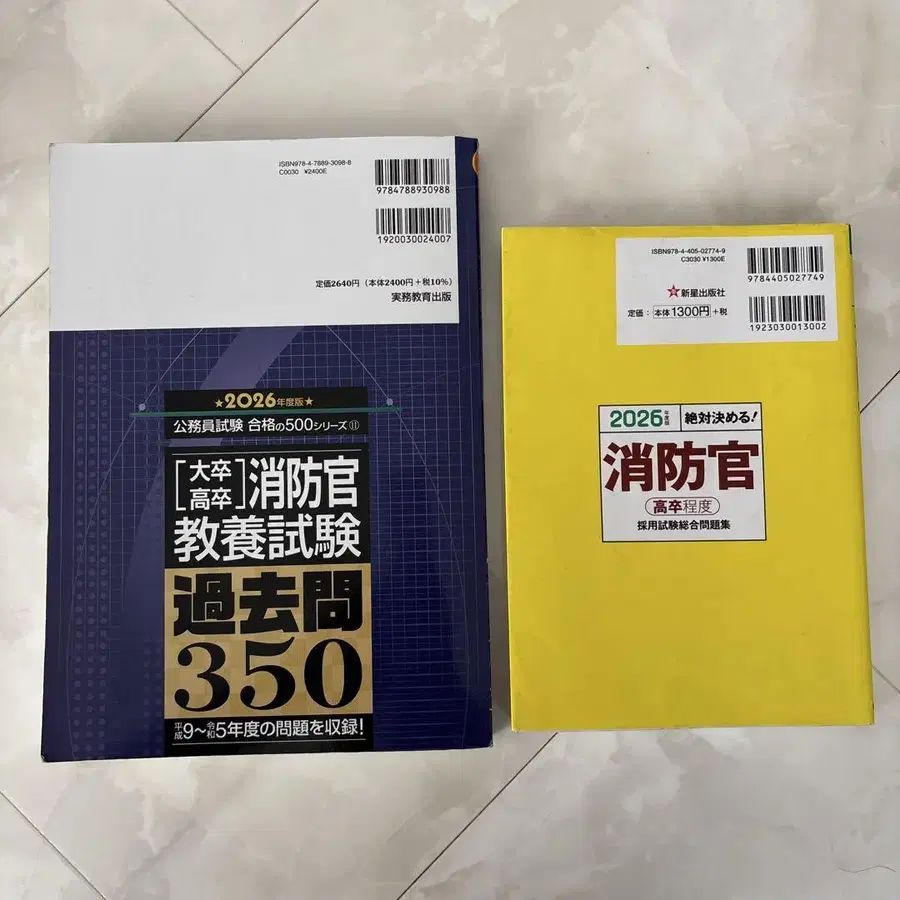 ISBN978-4-7889-3098-8
C0030 ¥2400E
9784788930988
1920030024007
定価2640円（本体2400円+税10%）
実務教育出版
★2026年度版★
公務員試験 合格の500シリーズ⑪
[大卒 高卒]消防官
教養試験
過去問
350
平成9〜令和5年度の問題を収録!
ISBN978-4-405-02774-9
C3030 ¥1300E
9784405027749
新星出版社
定価：本体1300円+税
1923030013002
2026年度版 絶対決める!
消防官
高卒程度
採用試験総合問題集